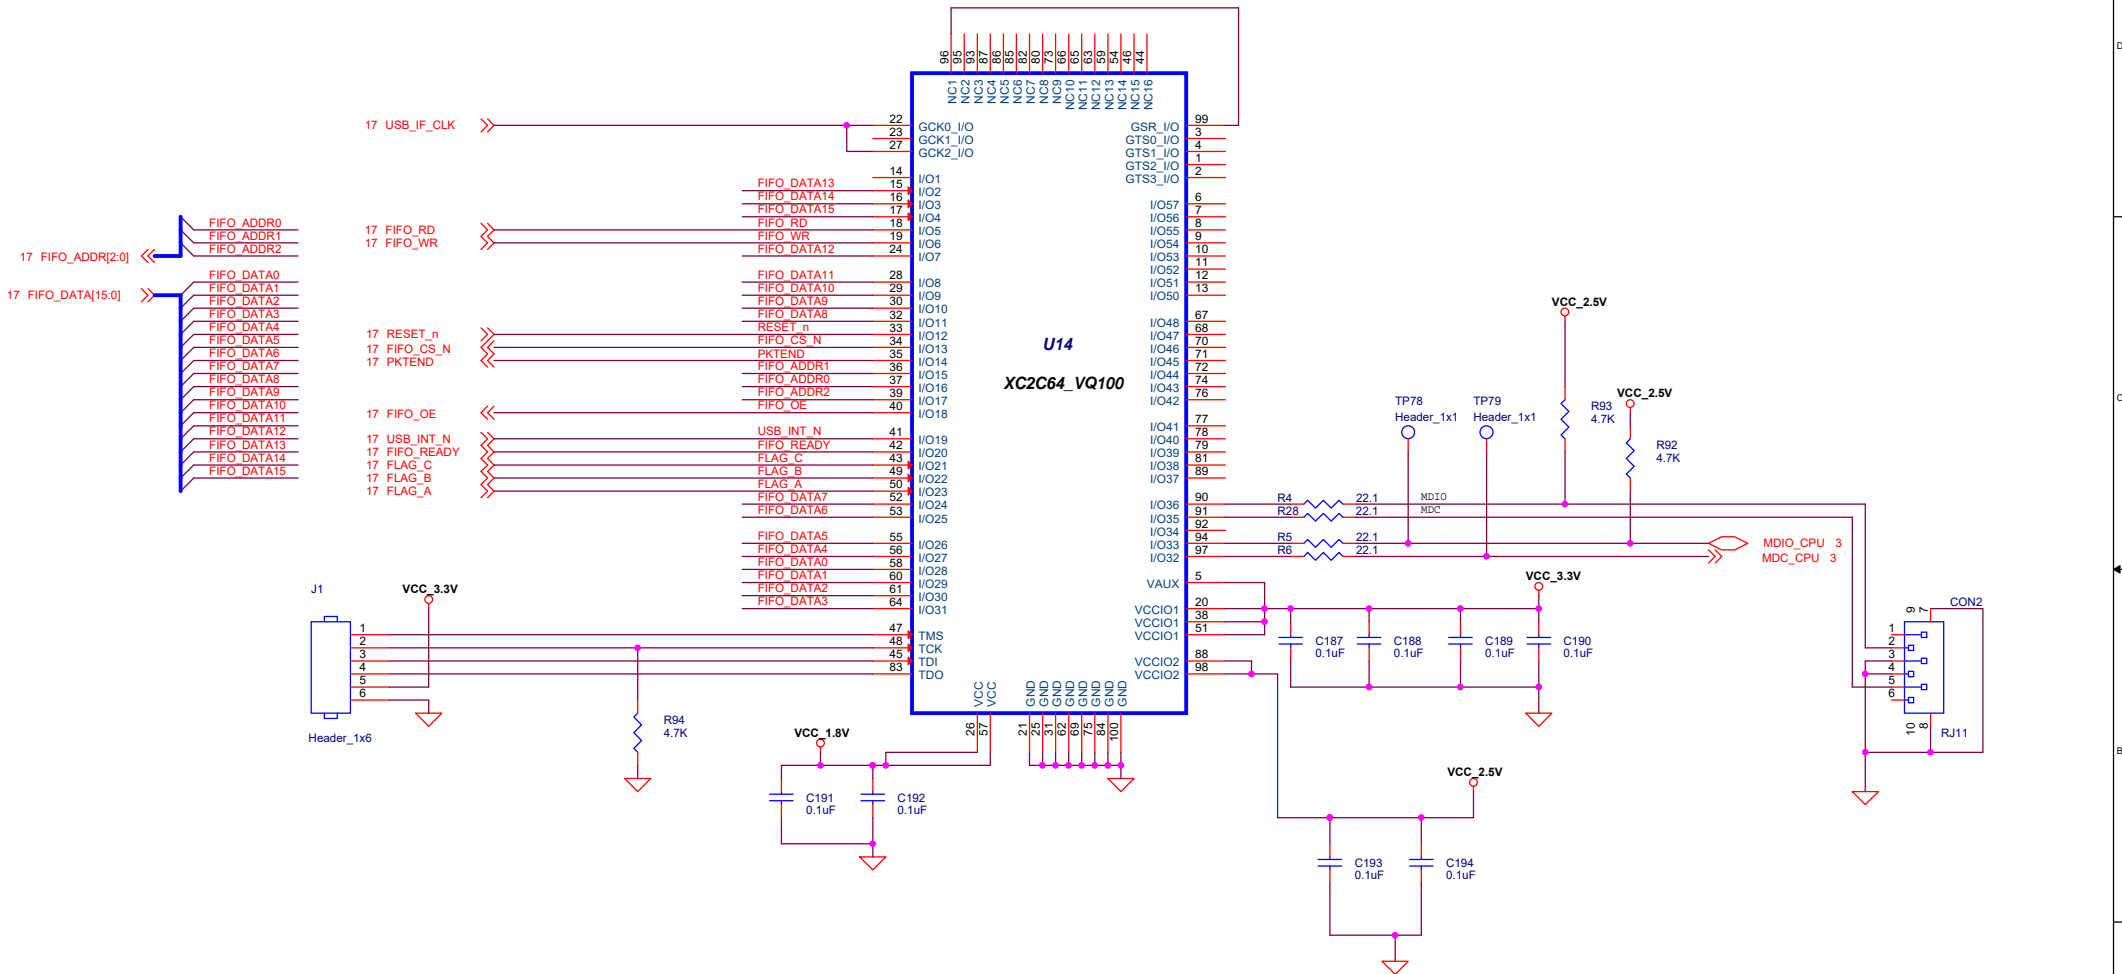 D
C
B
96
95
93
87
86
85
82
80
73
66
65
63
59
54
46
44
NC1
NC2
NC3
NC4
NC5
NC6
NC7
NC8
NC9
NC10
NC11
NC12
NC13
NC14
NC15
NC16
17 USB_IF_CLK
22 GCK0_I/O
23 GCK1_I/O
27 GCK2_I/O
14 I/O1
FIFO_DATA13 15 I/O2
FIFO_DATA14 16 I/O3
FIFO_DATA15 17 I/O4
17 FIFO_RD FIFO_RD 18 I/O5
17 FIFO_WR FIFO_WR 19 I/O6
FIFO_DATA12 24 I/O7
FIFO_DATA11 28 I/O8
FIFO_DATA10 29 I/O9
FIFO_DATA9 30 I/O10
FIFO_DATA8 32 I/O11
17 RESET_n RESET_n 33 I/O12
17 FIFO_CS_N FIFO_CS_N 34 I/O13
17 PKTEND PKTEND 35 I/O14
FIFO_ADDR1 36 I/O15
FIFO_ADDR0 37 I/O16
FIFO_ADDR2 39 I/O17
17 FIFO_OE FIFO_OE 40 I/O18
17 USB_INT_N USB_INT_N 41 I/O19
17 FIFO_READY FIFO_READY 42 I/O20
17 FLAG_C FLAG_C 43 I/O21
17 FLAG_B FLAG_B 49 I/O22
17 FLAG_A FLAG_A 50 I/O23
FIFO_DATA7 52 I/O24
FIFO_DATA6 53 I/O25
FIFO_DATA5 55 I/O26
FIFO_DATA4 56 I/O27
FIFO_DATA0 58 I/O28
FIFO_DATA1 60 I/O29
FIFO_DATA2 61 I/O30
FIFO_DATA3 64 I/O31
47 TMS
48 TCK
45 TDI
83 TDO
FIFO_ADDR0
FIFO_ADDR1
FIFO_ADDR2
17 FIFO_ADDR[2:0]
17 FIFO_DATA[15:0]
FIFO_DATA0
FIFO_DATA1
FIFO_DATA2
FIFO_DATA3
FIFO_DATA4
FIFO_DATA5
FIFO_DATA6
FIFO_DATA7
FIFO_DATA8
FIFO_DATA9
FIFO_DATA10
FIFO_DATA11
FIFO_DATA12
FIFO_DATA13
FIFO_DATA14
FIFO_DATA15
U14
XC2C64_VQ100
GSR_I/O 99
GTS0_I/O 3
GTS1_I/O 4
GTS2_I/O 1
GTS3_I/O 2
I/O57 6
I/O56 7
I/O55 8
I/O54 9
I/O53 10
I/O52 11
I/O51 12
I/O50 13
I/O48 67
I/O47 68
I/O46 70
I/O45 71
I/O44 72
I/O43 74
I/O42 76
I/O41 77
I/O40 78
I/O39 79
I/O38 81
I/O37 89
I/O36 90 R4 22.1 MDIO
I/O35 91 R28 22.1 MDC
I/O34 92
I/O33 94 R5 22.1 MDIO_CPU 3
I/O32 97 R6 22.1 MDC_CPU 3
VAUX 5
VCCIO1 20
VCCIO1 38
VCCIO1 51
VCCIO2 88
VCCIO2 98
VCC
VCC
26
57
GND
GND
GND
GND
GND
GND
GND
GND
21
25
31
62
69
75
84
100
VCC_2.5V
R93
4.7K
VCC_2.5V
R92
4.7K
TP78
Header_1x1
TP79
Header_1x1
VCC_3.3V
C187
0.1uF
C188
0.1uF
C189
0.1uF
C190
0.1uF
CON2
9
7
1
2
3
4
5
6
10
8
RJ11
J1
VCC_3.3V
1
2
3
4
5
6
Header_1x6
R94
4.7K
VCC_1.8V
C191
0.1uF
C192
0.1uF
VCC_2.5V
C193
0.1uF
C194
0.1uF